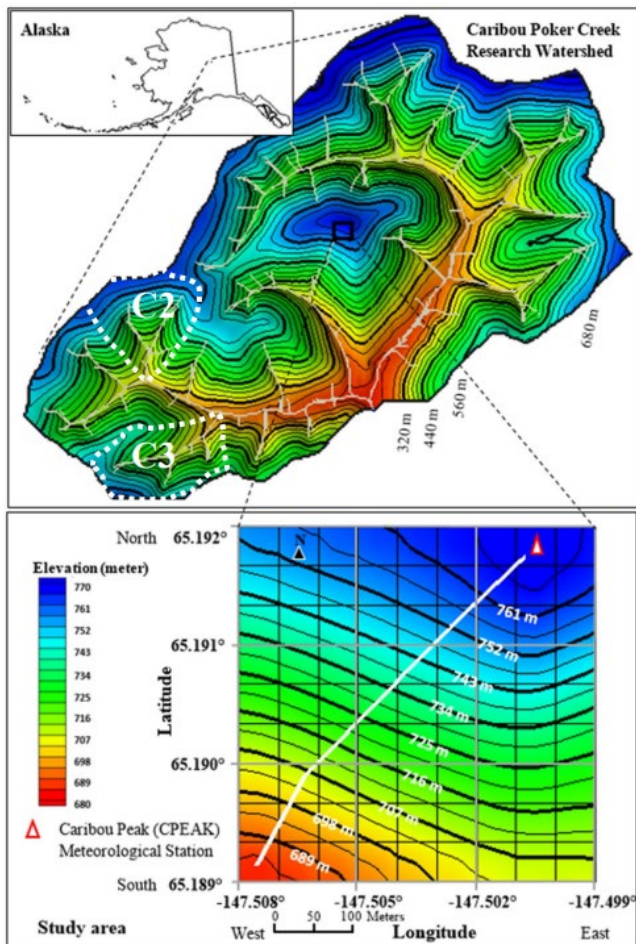 Alaska
Caribou Poker Creek
Research Watershed
C2
C3
320 m
440 m
560 m
680 m
North
65.192°
N
Elevation (meter)
770
761
752
743
734
725
716
707
698
689
680
761 m
752 m
743 m
734 m
725 m
716 m
707 m
698 m
689 m
65.191°
Latitude
65.190°
Caribou Peak (CPEAK)
Meteorological Station
South
65.189°
-147.508°
-147.505°
-147.502°
-147.499°
0 50 100 Meters
Study area
West
Longitude
East